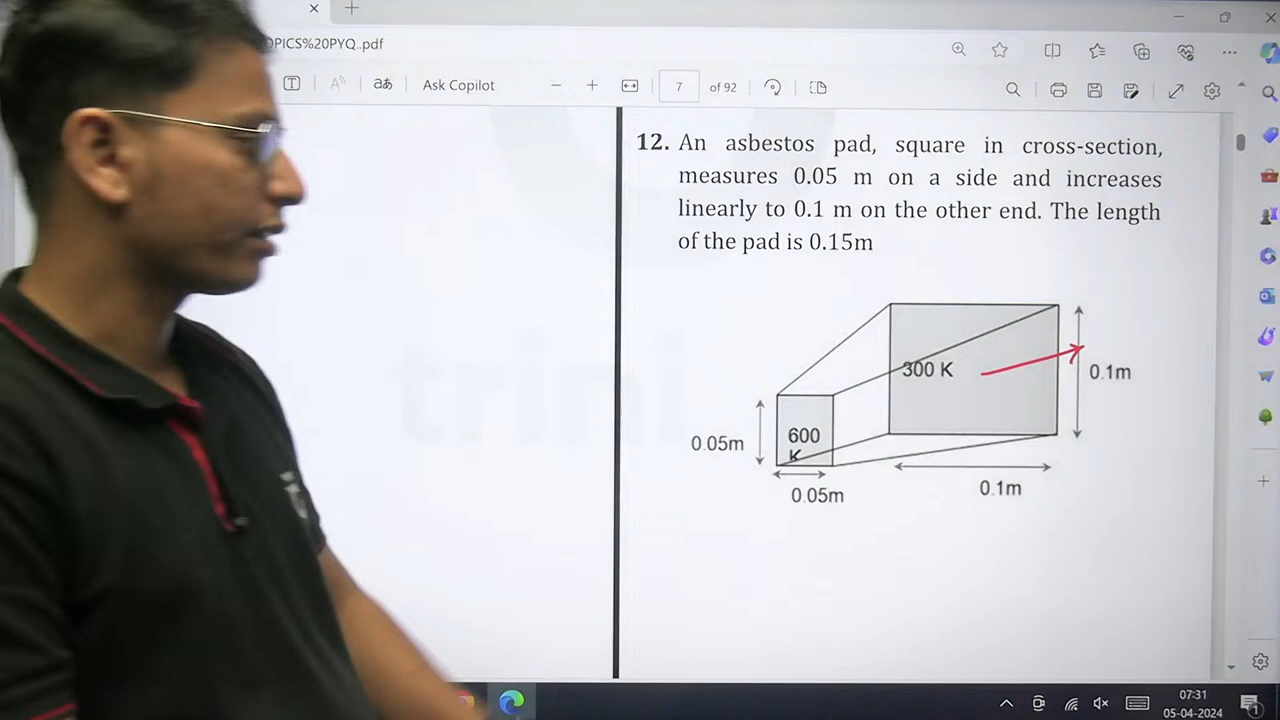 OPICS%20PYQ..pdf
Ask Copilot
7 of 92
12. An asbestos pad, square in cross-section,
measures 0.05 m on a side and increases
linearly to 0.1 m on the other end. The length
of the pad is 0.15m
300 K
0.1m
600
K
0.05m
0.05m
0.1m
07:31
05-04-2024